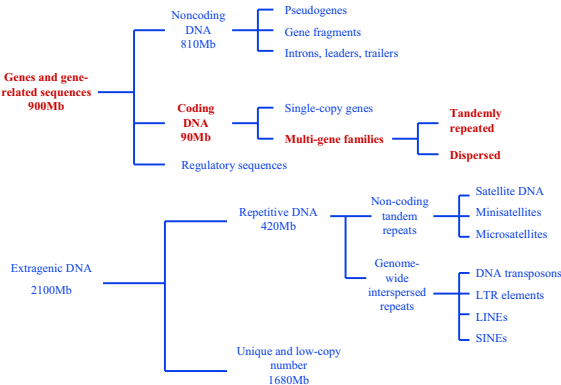 Noncoding
DNA
810Mb
Pseudogenes
Gene fragments
Introns, leaders, trailers
Genes and gene-
related sequences
900Mb
Coding
DNA
90Mb
Single-copy genes
Multi-gene families
Tandemly
repeated
Dispersed
Regulatory sequences
Extragenic DNA
2100Mb
Repetitive DNA
420Mb
Non-coding
tandem
repeats
Satellite DNA
Minisatellites
Microsatellites
Genome-
wide
interspersed
repeats
DNA transposons
LTR elements
LINEs
SINEs
Unique and low-copy
number
1680Mb